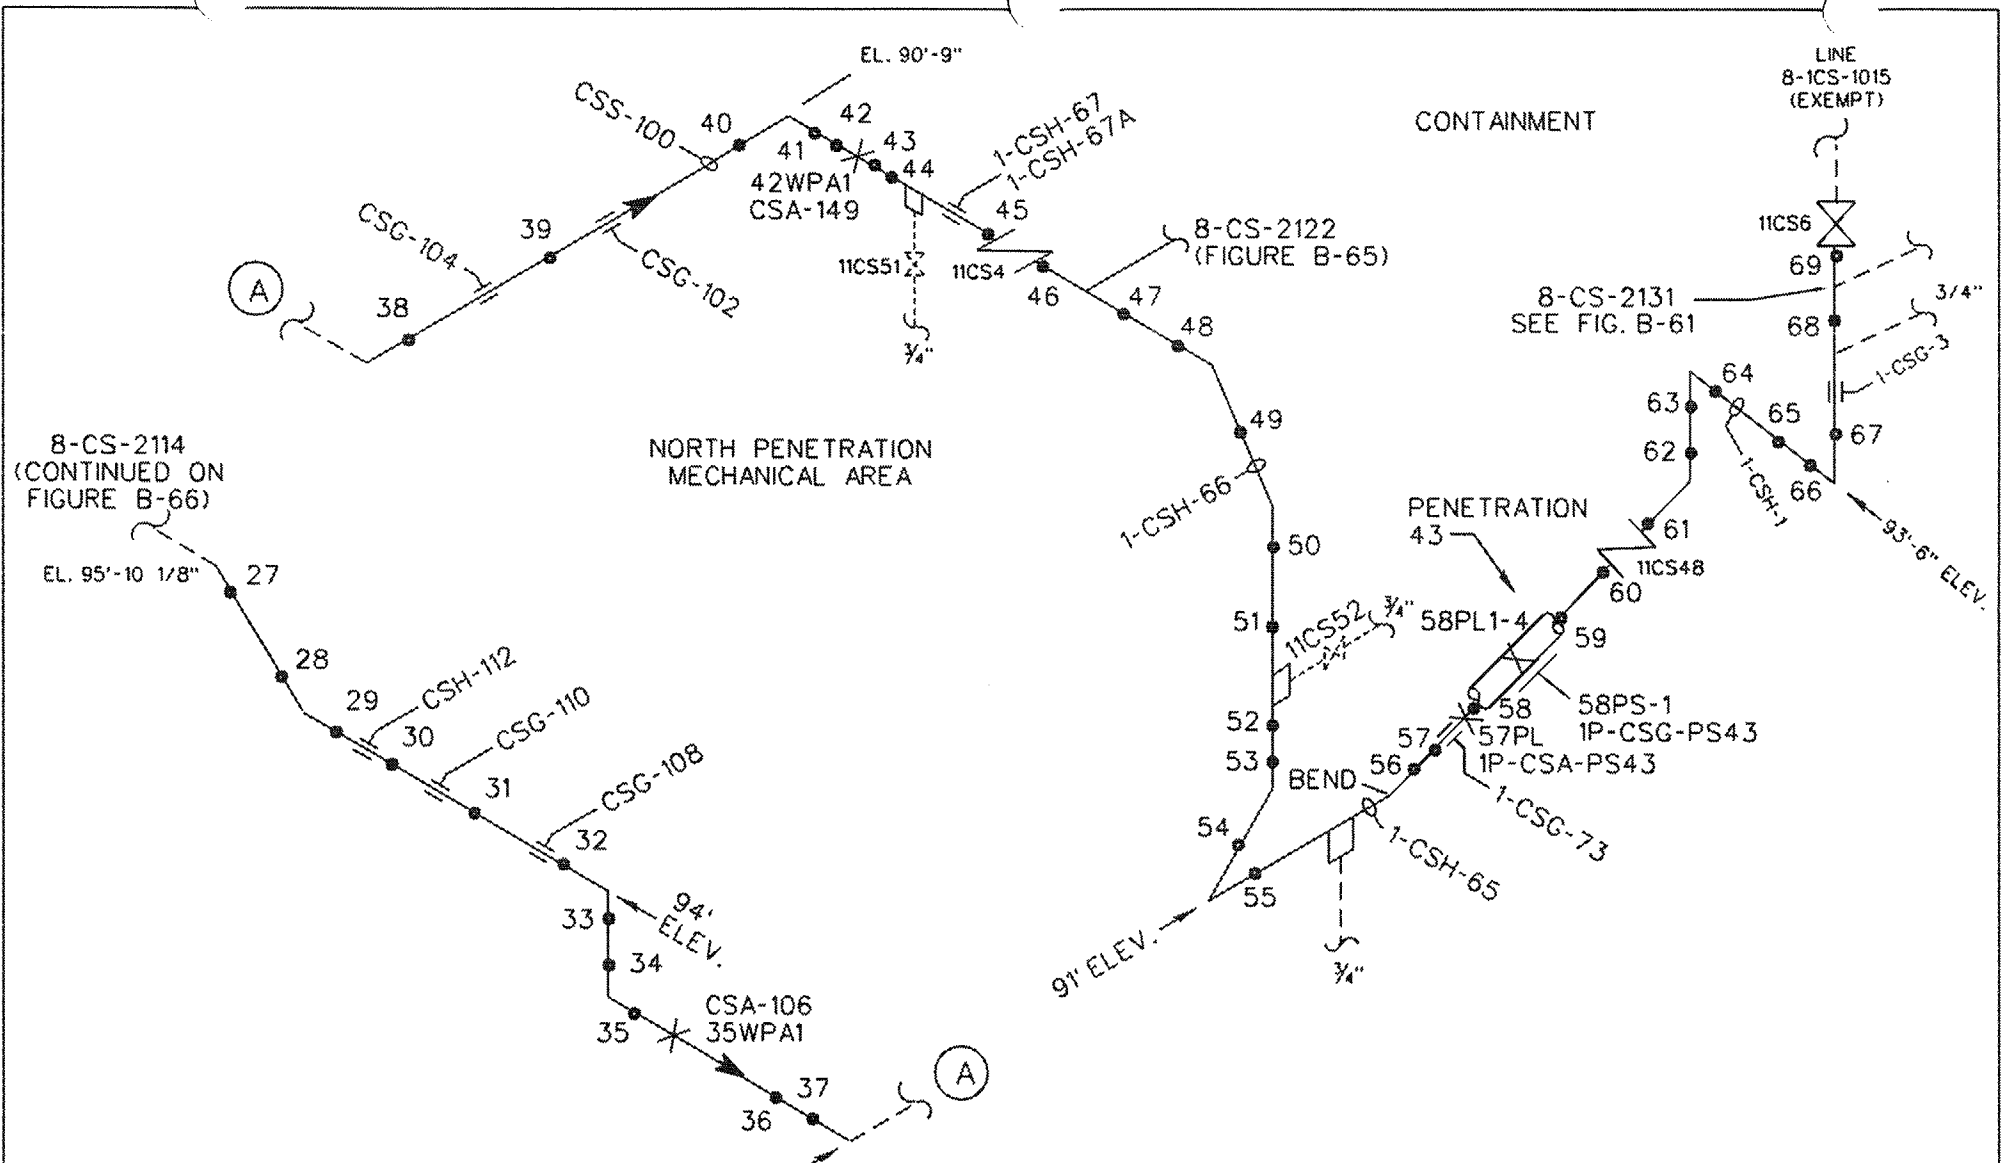 EL. 90'-9"
LINE
8-1CS-1015
(EXEMPT)
CONTAINMENT
CSS-100
40
42
41
43
44
42WPA1
CSA-149
1-CSH-67
1-CSH-67A
45
CSG-104
39
CSG-102
A
38
11CS51
3/4"
11CS4
46
8-CS-2122
(FIGURE B-65)
47
48
11CS6
69
8-CS-2131
SEE FIG. B-61
3/4"
68
1-CSG-3
64
63
65
67
62
66
1-CSH-1
93'-6" ELEV.
49
1-CSH-66
NORTH PENETRATION
MECHANICAL AREA
8-CS-2114
(CONTINUED ON
FIGURE B-66)
EL. 95'-10 1/8"
27
28
29
CSH-112
30
CSG-110
31
CSG-108
32
33
94'
ELEV.
34
CSA-106
35WPA1
35
37
36
A
50
51
11CS52
3/4"
52
53
54
55
91' ELEV.
3/4"
BEND
1-CSH-65
56
57
1-CSG-73
57PL
1P-CSA-PS43
58
58PS-1
1P-CSG-PS43
58PL1-4
59
PENETRATION
43
60
11CS48
61